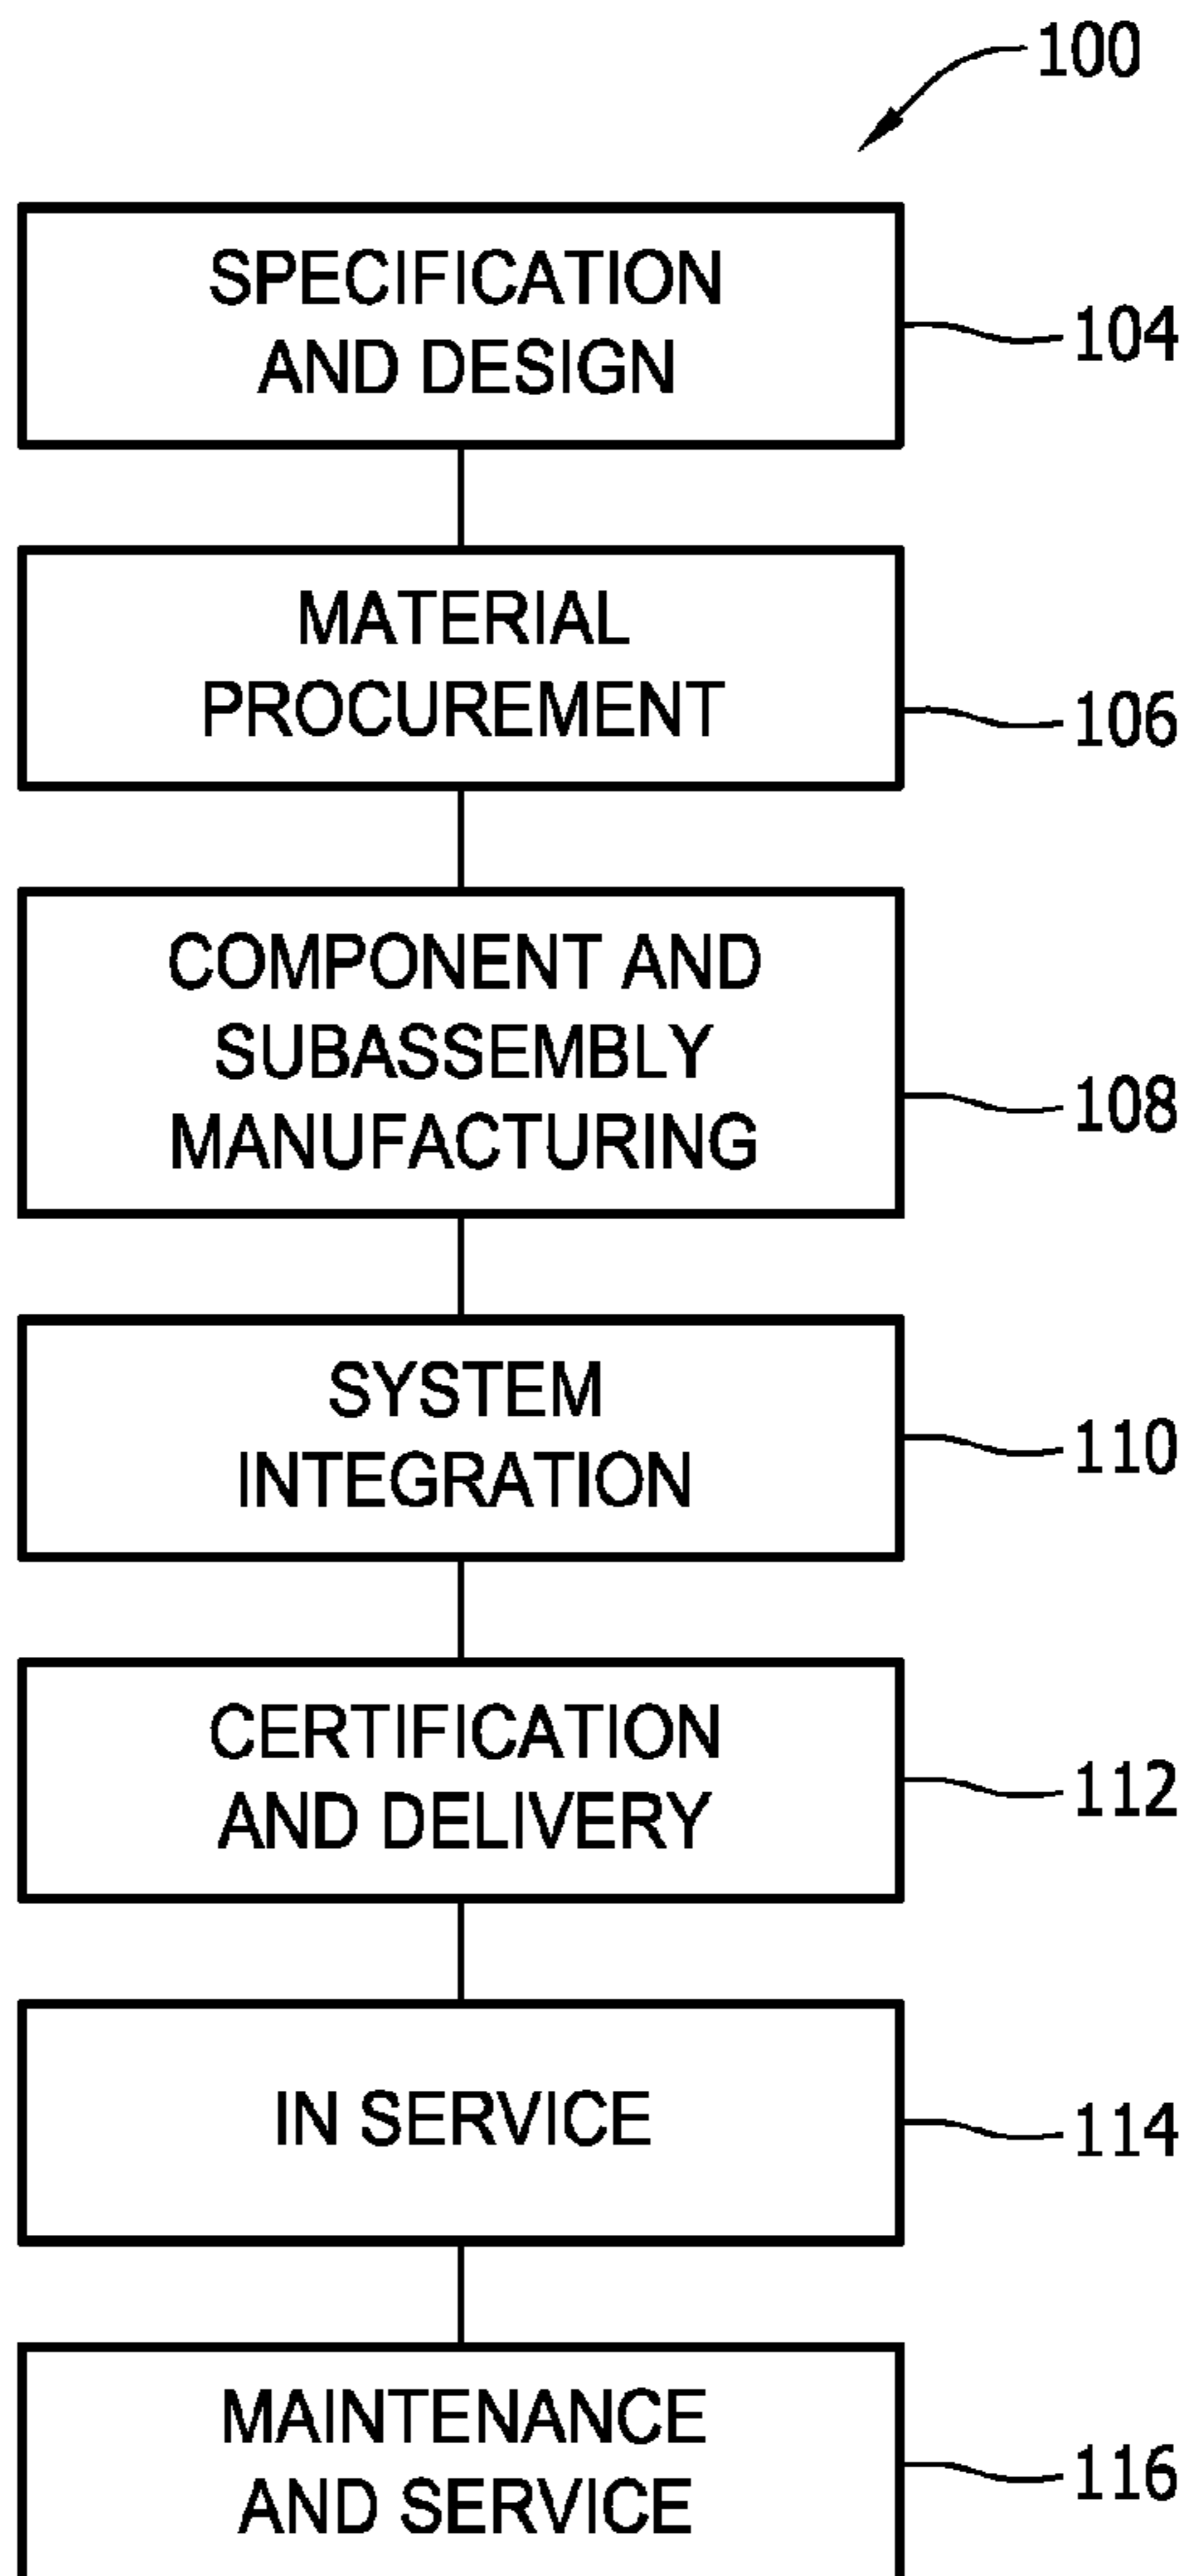 100
SPECIFICATION
AND DESIGN
104
MATERIAL
PROCUREMENT
106
COMPONENT AND
SUBASSEMBLY
MANUFACTURING
108
SYSTEM
INTEGRATION
110
CERTIFICATION
AND DELIVERY
112
IN SERVICE
114
MAINTENANCE
AND SERVICE
116